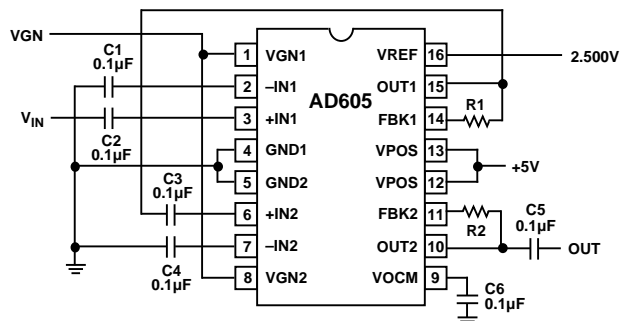 VGN
C1
0.1µF
VIN
C2
0.1µF
C3
0.1µF
C4
0.1µF
AD605
1 VGN1
2 –IN1
3 +IN1
4 GND1
5 GND2
6 +IN2
7 –IN2
8 VGN2
VREF 16
OUT1 15
FBK1 14
VPOS 13
VPOS 12
FBK2 11
OUT2 10
VOCM 9
2.500V
R1
+5V
R2
C5
0.1µF
OUT
C6
0.1µF